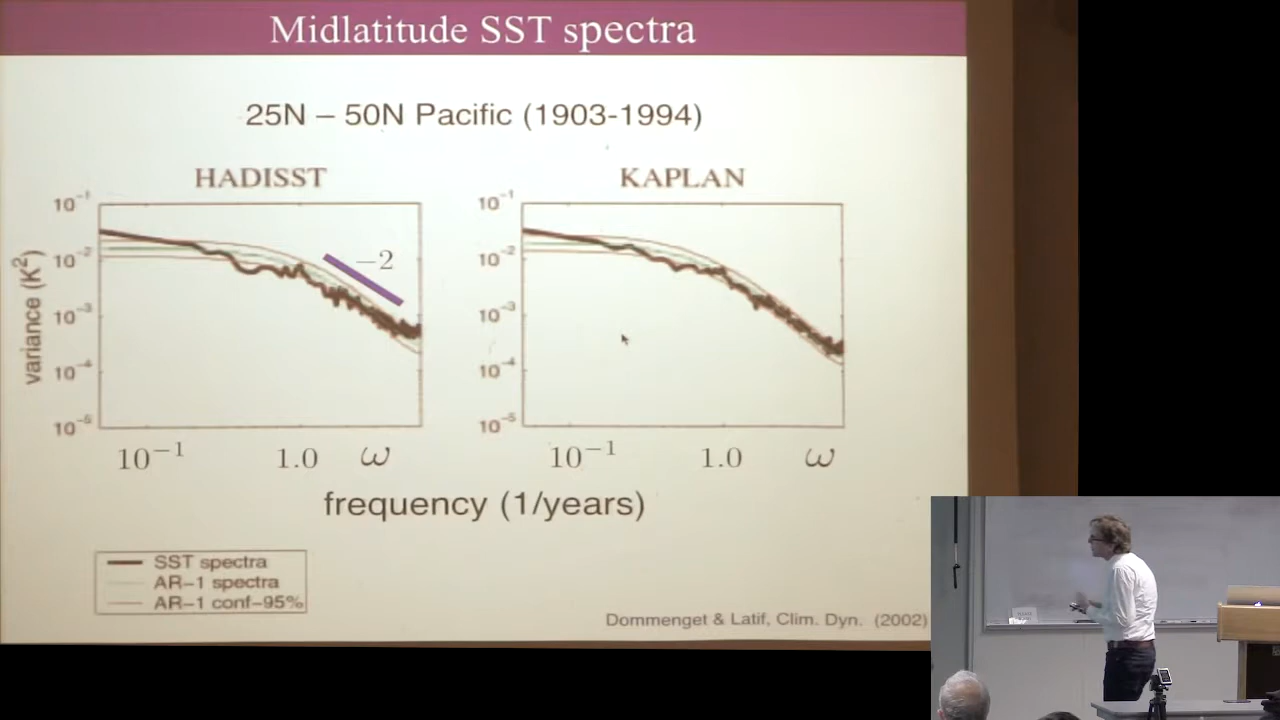 Midlatitude SST spectra
25N – 50N Pacific (1903-1994)
HADISST
KAPLAN
variance (K²)
10⁻¹
10⁻²
10⁻³
10⁻⁴
10⁻⁵
−2
10⁻¹
10⁻²
10⁻³
10⁻⁴
10⁻⁵
10⁻¹ 1.0 ω
10⁻¹ 1.0 ω
frequency (1/years)
SST spectra
AR−1 spectra
AR−1 conf−95%
Dommenget & Latif, Clim. Dyn. (2002)